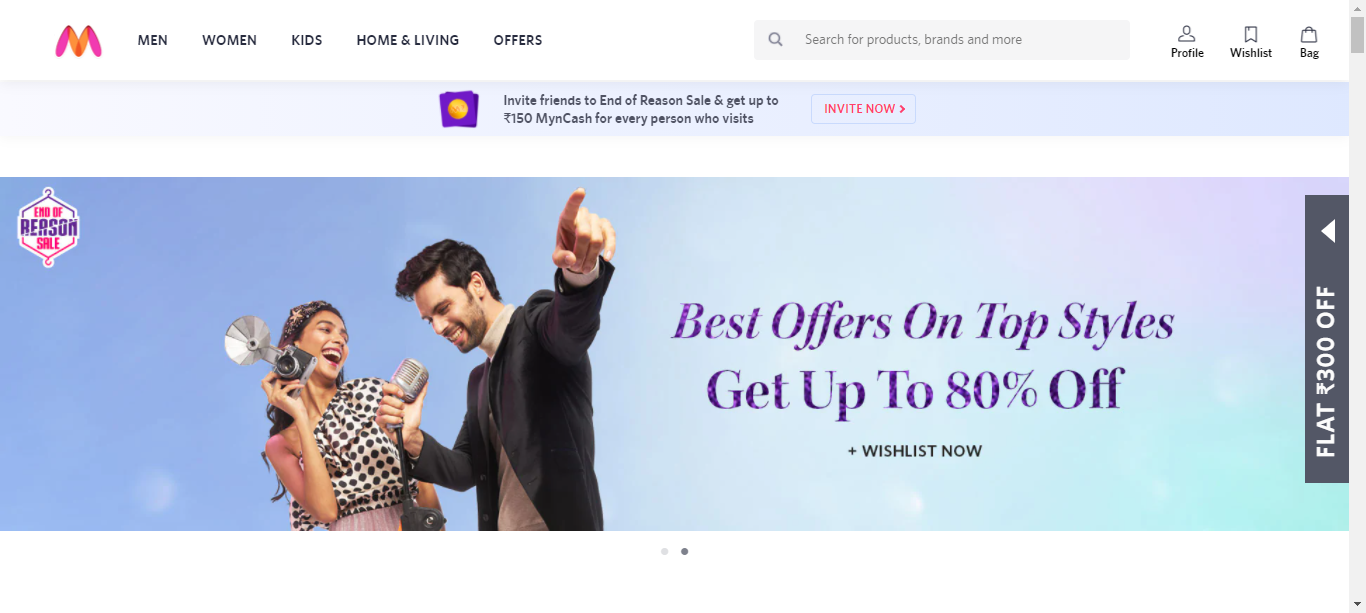 MEN WOMEN KIDS HOME & LIVING OFFERS
Search for products, brands and more
Profile Wishlist Bag
Invite friends to End of Reason Sale & get up to
₹150 MynCash for every person who visits
INVITE NOW >
END OF
REASON
SALE
Best Offers On Top Styles
Get Up To 80% Off
+ WISHLIST NOW
FLAT ₹300 OFF